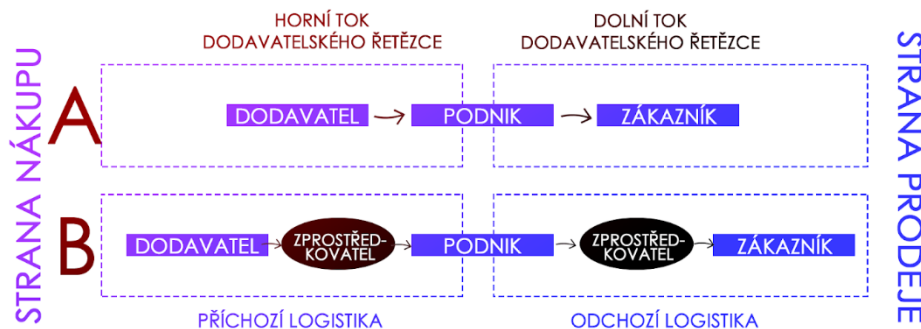 HORNÍ TOK
DODAVATELSKÉHO ŘETĚZCE
DOLNÍ TOK
DODAVATELSKÉHO ŘETĚZCE
STRANA NÁKUPU
STRANA PRODEJE
A
DODAVATEL
PODNIK
ZÁKAZNÍK
B
DODAVATEL
ZPROSTŘED-
KOVATEL
PODNIK
ZPROSTŘED-
KOVATEL
ZÁKAZNÍK
PŘÍCHOZÍ LOGISTIKA
ODCHOZÍ LOGISTIKA